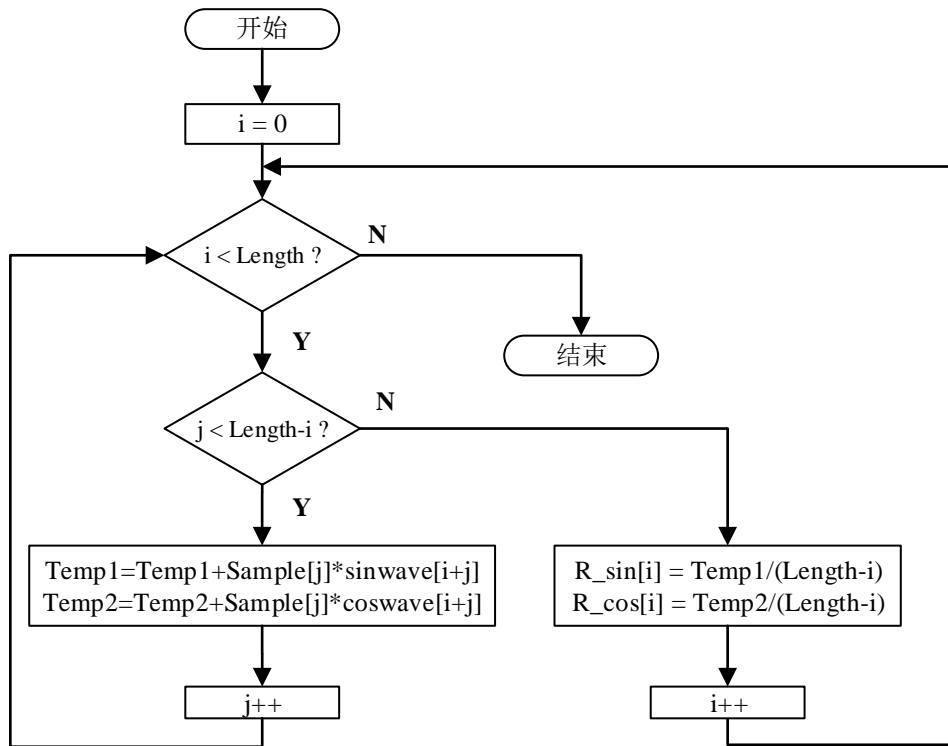 开始
i = 0
i < Length ?
N
Y
结束
j < Length-i ?
N
Y
Temp1=Temp1+Sample[j]*sinwave[i+j]
Temp2=Temp2+Sample[j]*coswave[i+j]
R_sin[i] = Temp1/(Length-i)
R_cos[i] = Temp2/(Length-i)
j++
i++